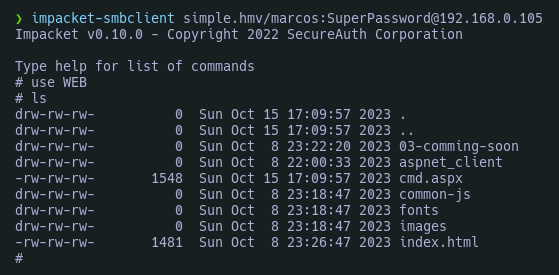 ❯ impacket-smbclient simple.hmv/marcos:SuperPassword@192.168.0.105
Impacket v0.10.0 - Copyright 2022 SecureAuth Corporation

Type help for list of commands
# use WEB
# ls
drw-rw-rw-          0  Sun Oct 15 17:09:57 2023 .
drw-rw-rw-          0  Sun Oct 15 17:09:57 2023 ..
drw-rw-rw-          0  Sun Oct  8 23:22:20 2023 03-comming-soon
drw-rw-rw-          0  Sun Oct  8 22:00:33 2023 aspnet_client
-rw-rw-rw-       1548  Sun Oct 15 17:09:57 2023 cmd.aspx
drw-rw-rw-          0  Sun Oct  8 23:18:47 2023 common-js
drw-rw-rw-          0  Sun Oct  8 23:18:47 2023 fonts
drw-rw-rw-          0  Sun Oct  8 23:18:47 2023 images
-rw-rw-rw-       1481  Sun Oct  8 23:26:47 2023 index.html
#